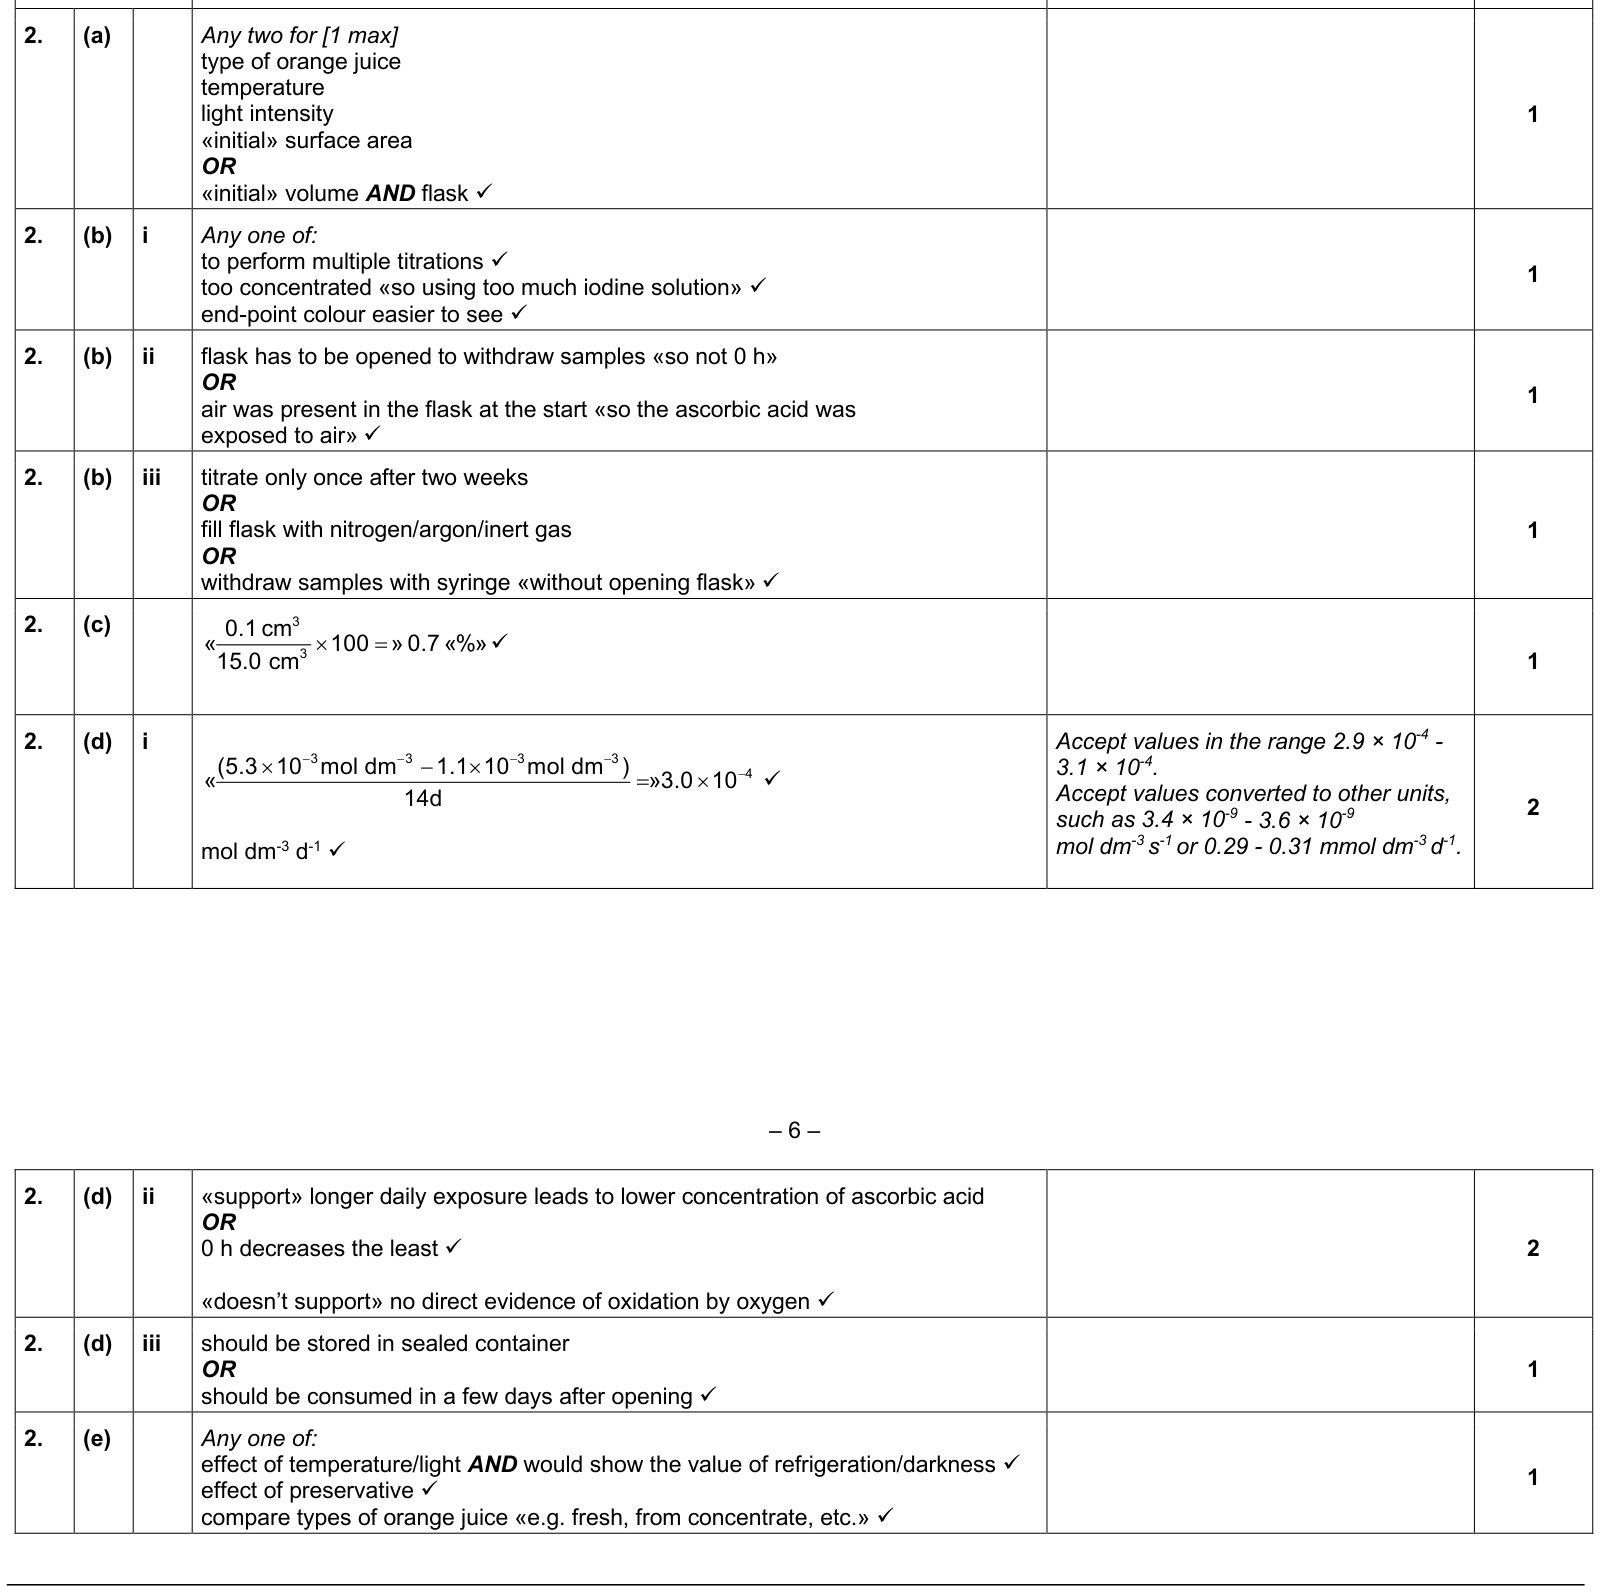 2. (a) Any two for [1 max]
type of orange juice
temperature
light intensity
«initial» surface area
OR
«initial» volume AND flask ✓
1
2. (b) i Any one of:
to perform multiple titrations ✓
too concentrated «so using too much iodine solution» ✓
end-point colour easier to see ✓
1
2. (b) ii flask has to be opened to withdraw samples «so not 0 h»
OR
air was present in the flask at the start «so the ascorbic acid was
exposed to air» ✓
1
2. (b) iii titrate only once after two weeks
OR
fill flask with nitrogen/argon/inert gas
OR
withdraw samples with syringe «without opening flask» ✓
1
2. (c) «0.1 cm³ / 15.0 cm³ × 100 = » 0.7 «%» ✓
1
2. (d) i «(5.3×10⁻³ mol dm⁻³ – 1.1×10⁻³ mol dm⁻³) / 14d =»3.0×10⁻⁴ ✓
mol dm⁻³ d⁻¹ ✓
Accept values in the range 2.9 × 10⁻⁴ -
3.1 × 10⁻⁴.
Accept values converted to other units,
such as 3.4 × 10⁻⁹ - 3.6 × 10⁻⁹
mol dm⁻³ s⁻¹ or 0.29 - 0.31 mmol dm⁻³ d⁻¹.
2
– 6 –
2. (d) ii «support» longer daily exposure leads to lower concentration of ascorbic acid
OR
0 h decreases the least ✓
«doesn’t support» no direct evidence of oxidation by oxygen ✓
2
2. (d) iii should be stored in sealed container
OR
should be consumed in a few days after opening ✓
1
2. (e) Any one of:
effect of temperature/light AND would show the value of refrigeration/darkness ✓
effect of preservative ✓
compare types of orange juice «e.g. fresh, from concentrate, etc.» ✓
1